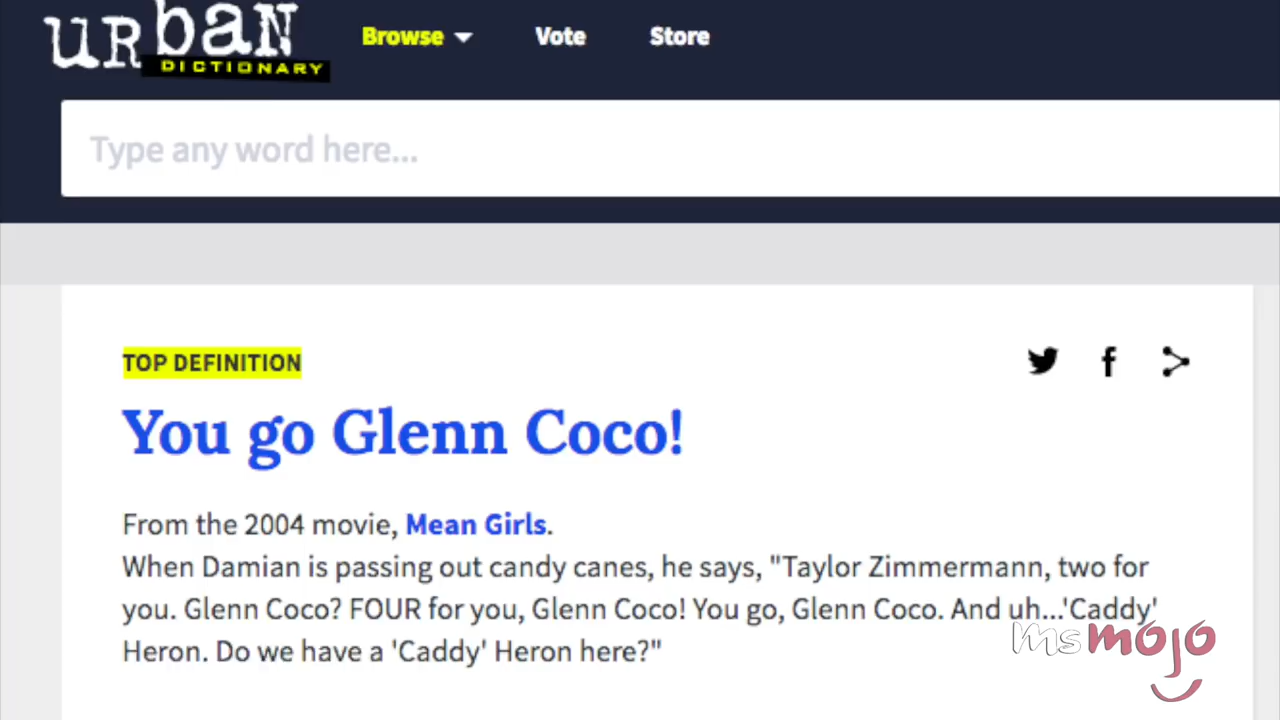 urban
DICTIONARY
Browse Vote Store
Type any word here...
TOP DEFINITION
You go Glenn Coco!
From the 2004 movie, Mean Girls.
When Damian is passing out candy canes, he says, "Taylor Zimmermann, two for
you. Glenn Coco? FOUR for you, Glenn Coco! You go, Glenn Coco. And uh...'Caddy'
Heron. Do we have a 'Caddy' Heron here?"
msmojo